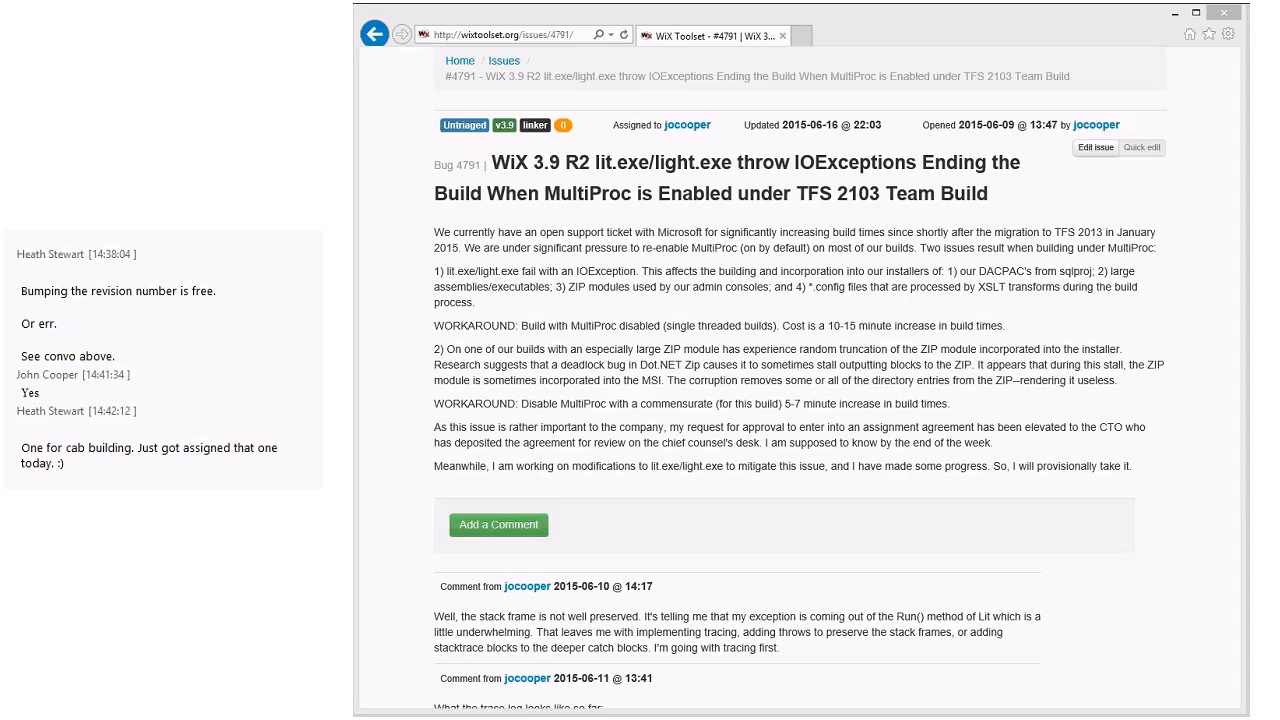 Heath Stewart [14:38:04 ]
Bumping the revision number is free.
Or err.
See convo above.
John Cooper [14:41:34 ]
Yes
Heath Stewart [14:42:12 ]
One for cab building. Just got assigned that one
today. :)
http://wixtoolset.org/issues/4791/
WiX Toolset - #4791 | WiX 3...
Home / Issues /
#4791 - WiX 3.9 R2 lit.exe/light.exe throw IOExceptions Ending the Build When MultiProc is Enabled under TFS 2103 Team Build
Untriaged v3.9 linker 0 Assigned to jocooper Updated 2015-06-16 @ 22:03 Opened 2015-06-09 @ 13:47 by jocooper
Edit issue Quick edit
Bug 4791 | WiX 3.9 R2 lit.exe/light.exe throw IOExceptions Ending the
Build When MultiProc is Enabled under TFS 2103 Team Build
We currently have an open support ticket with Microsoft for significantly increasing build times since shortly after the migration to TFS 2013 in January
2015. We are under significant pressure to re-enable MultiProc (on by default) on most of our builds. Two issues result when building under MultiProc:
1) lit.exe/light.exe fail with an IOException. This affects the building and incorporation into our installers of: 1) our DACPAC's from sqlproj; 2) large
assemblies/executables; 3) ZIP modules used by our admin consoles; and 4) *.config files that are processed by XSLT transforms during the build
process.
WORKAROUND: Build with MultiProc disabled (single threaded builds). Cost is a 10-15 minute increase in build times.
2) On one of our builds with an especially large ZIP module has experience random truncation of the ZIP module incorporated into the installer.
Research suggests that a deadlock bug in Dot.NET Zip causes it to sometimes stall outputting blocks to the ZIP. It appears that during this stall, the ZIP
module is sometimes incorporated into the MSI. The corruption removes some or all of the directory entries from the ZIP--rendering it useless.
WORKAROUND: Disable MultiProc with a commensurate (for this build) 5-7 minute increase in build times.
As this issue is rather important to the company, my request for approval to enter into an assignment agreement has been elevated to the CTO who
has deposited the agreement for review on the chief counsel's desk. I am supposed to know by the end of the week.
Meanwhile, I am working on modifications to lit.exe/light.exe to mitigate this issue, and I have made some progress. So, I will provisionally take it.
Add a Comment
Comment from jocooper 2015-06-10 @ 14:17
Well, the stack frame is not well preserved. It's telling me that my exception is coming out of the Run() method of Lit which is a
little underwhelming. That leaves me with implementing tracing, adding throws to preserve the stack frames, or adding
stacktrace blocks to the deeper catch blocks. I'm going with tracing first.
Comment from jocooper 2015-06-11 @ 13:41
What the trace log looks like so far: